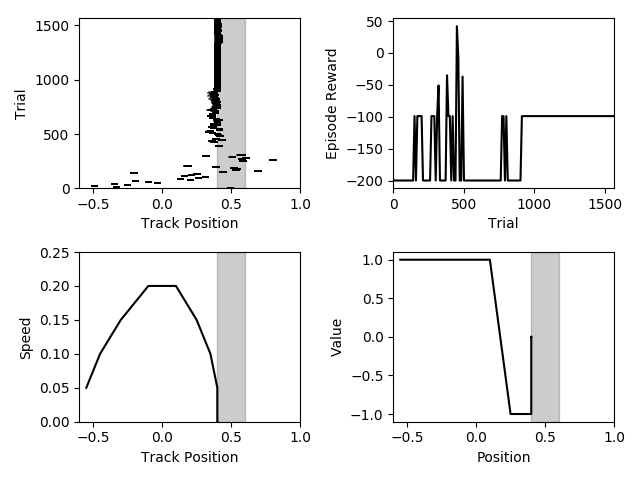 1500
1000
500
0
Trial
−0.5 0.0 0.5 1.0
Track Position
50
0
−50
−100
−150
−200
Episode Reward
0 500 1000 1500
Trial
0.25
0.20
0.15
0.10
0.05
0.00
Speed
−0.5 0.0 0.5 1.0
Track Position
1.0
0.5
0.0
−0.5
−1.0
Value
−0.5 0.0 0.5 1.0
Position